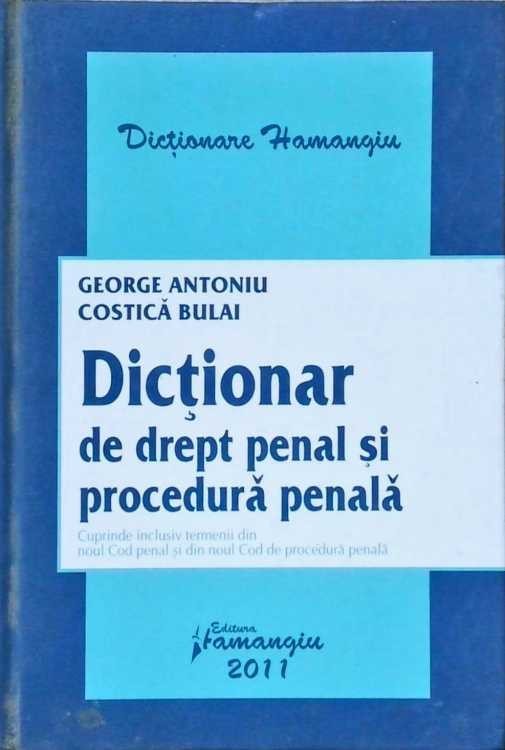 Dicționare Hamangiu
GEORGE ANTONIU
COSTICĂ BULAI
Dicționar
de drept penal și
procedură penală
Cuprinde inclusiv termenii din
noul Cod penal și din noul Cod de procedură penală
Editura
Hamangiu
2011